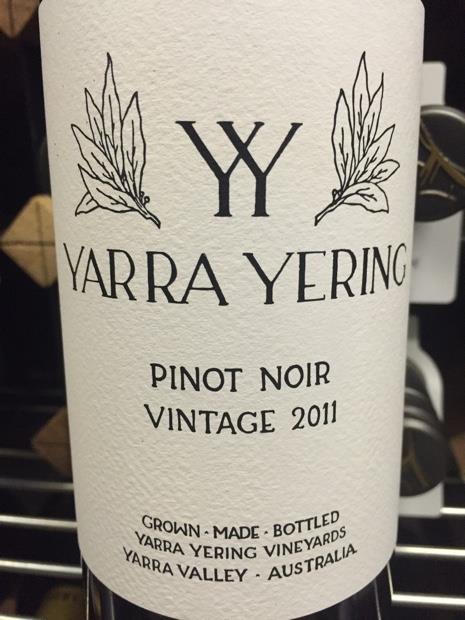 YY
YARRA YERING
PINOT NOIR
VINTAGE 2011
GROWN · MADE · BOTTLED
YARRA YERING VINEYARDS
YARRA VALLEY · AUSTRALIA